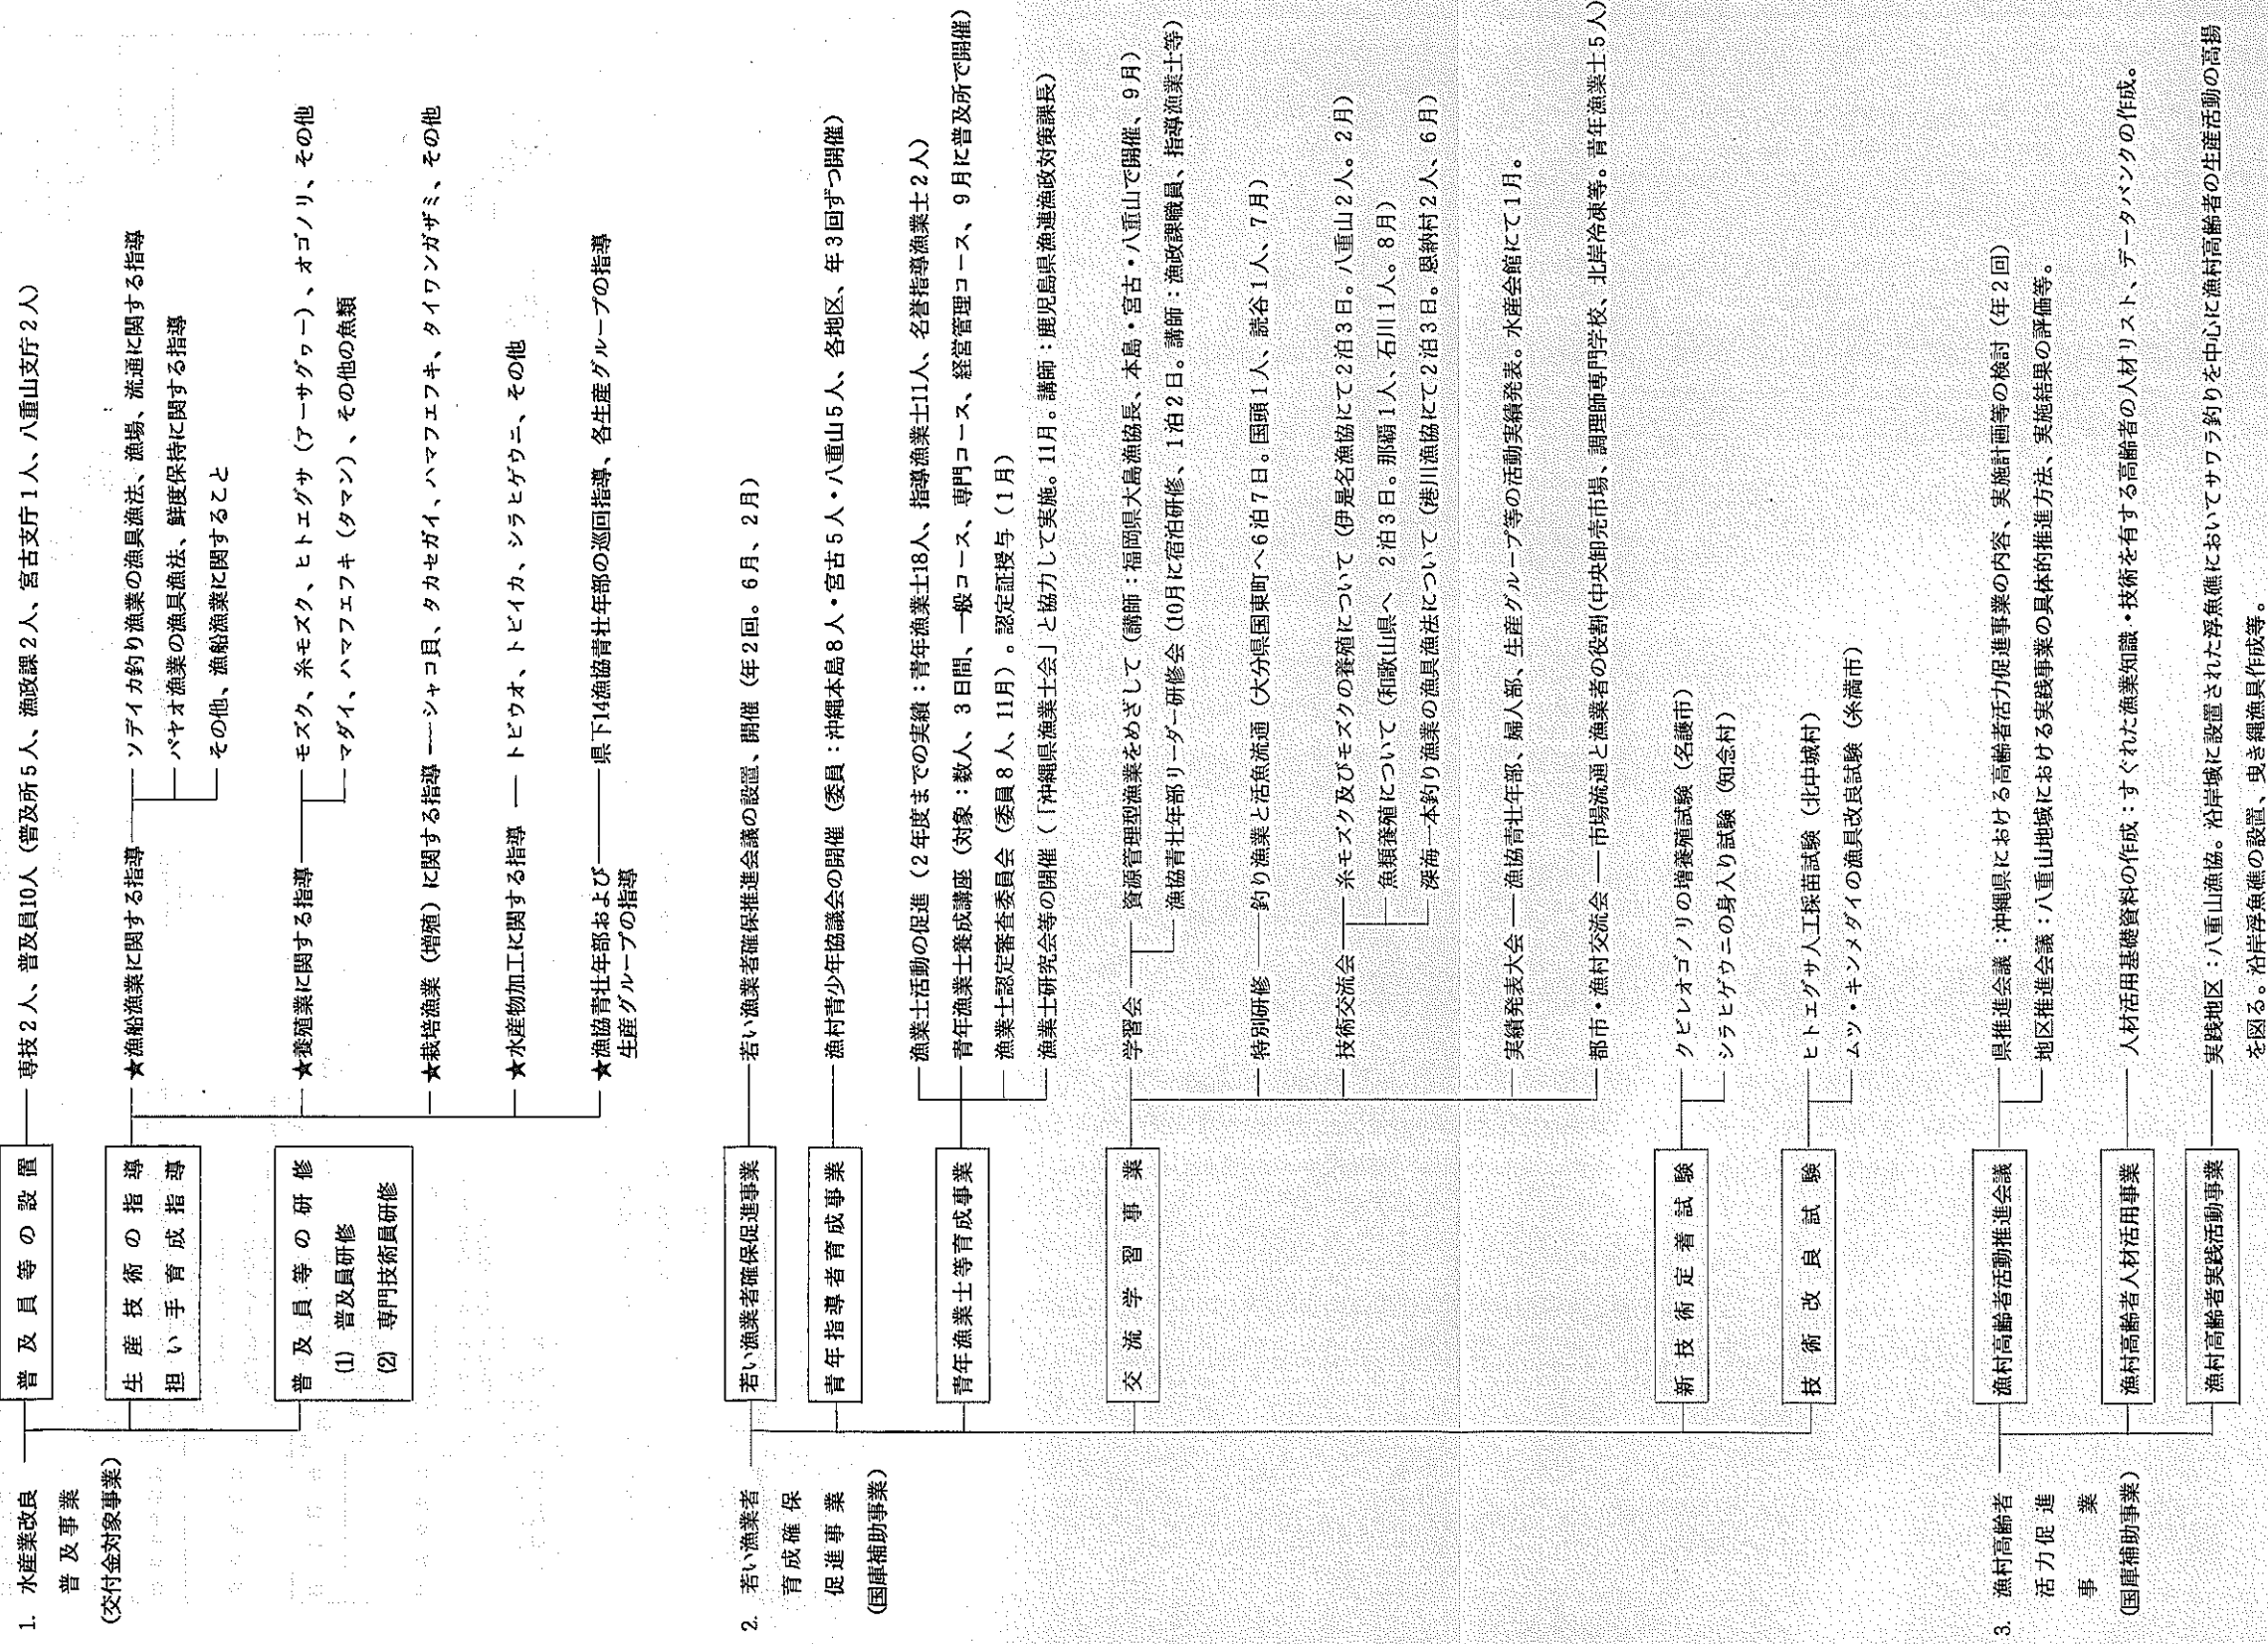 1. 水産業改良
普及事業
(交付金対象事業)
普及員等の設置
専技2人、普及員10人（普及所5人、漁政課2人、宮古支庁1人、八重山支庁2人）
生産技術の指導
担い手育成指導
★漁船漁業に関する指導
ソデイカ釣り漁業の漁具漁法、漁場、流通に関する指導
パヤオ漁業の漁具漁法、鮮度保持に関する指導
その他、漁船漁業に関すること
★養殖業に関する指導
モズク、糸モズク、ヒトエグサ（アーサグヮー）、オゴノリ、その他
マダイ、ハマフエフキ（タマン）、その他の魚類
★栽培漁業（増殖）に関する指導
シャコ貝、タカセガイ、ハマフエフキ、タイワンガザミ、その他
★水産物加工に関する指導
トビウオ、トビイカ、シラヒゲウニ、その他
★漁協青壮年部および
生産グループの指導
県下14漁協青壮年部の巡回指導、各生産グループの指導
普及員等の研修
(1) 普及員研修
(2) 専門技術員研修
2. 若い漁業者
育成確保
促進事業
(国庫補助事業)
若い漁業者確保促進事業
若い漁業者確保推進会議の設置、開催（年2回。6月、2月）
青年指導者育成事業
漁村青少年協議会の開催（委員：沖縄本島8人・宮古5人・八重山5人、各地区、年3回ずつ開催）
青年漁業士等育成事業
漁業士活動の促進（2年度までの実績：青年漁業士18人、指導漁業士11人、名誉指導漁業士2人）
青年漁業士養成講座（対象：数人、3日間、一般コース、専門コース、経営管理コース、9月に普及所で開催）
漁業士認定審査委員会（委員8人、11月）。認定証授与（1月）
漁業士研究会等の開催（「沖縄県漁業士会」と協力して実施。11月。講師：鹿児島県漁連漁政対策課長）
交流学習事業
学習会
資源管理型漁業をめざして（講師：福岡県大島漁協長、本島・宮古・八重山で開催、9月）
漁協青壮年部リーダー研修会（10月に宿泊研修、1泊2日。講師：漁政課職員、指導漁業士等）
特別研修
釣り漁業と活魚流通（大分県国東町へ6泊7日。国頭1人、読谷1人、7月）
技術交流会
糸モズク及びモズクの養殖について（伊是名漁協にて2泊3日。八重山2人。2月）
魚類養殖について（和歌山県へ 2泊3日。那覇1人、石川1人。8月）
深海一本釣り漁業の漁具漁法について（港川漁協にて2泊3日。恩納村2人、6月）
実績発表大会
漁協青壮年部、婦人部、生産グループ等の活動実績発表。水産会館にて1月。
都市・漁村交流会
市場流通と漁業者の役割（中央卸売市場、調理師専門学校、北岸冷凍等。青年漁業士5人）
新技術定着試験
クビレオゴノリの増養殖試験（名護市）
シラヒゲウニの身入り試験（知念村）
技術改良試験
ヒトエグサ人工採苗試験（北中城村）
ムツ・キンメダイの漁具改良試験（糸満市）
3. 漁村高齢者
活力促進
事業
(国庫補助事業)
漁村高齢者活動推進会議
県推進会議：沖縄県における高齢者活力促進事業の内容、実施計画等の検討（年2回）
地区推進会議：八重山地域における実践事業の具体的推進方法、実施結果の評価等。
漁村高齢者人材活用事業
人材活用基礎資料の作成：すぐれた漁業知識・技術を有する高齢者の人材リスト、データバンクの作成。
漁村高齢者実践活動事業
実践地区：八重山漁協。沿岸域に設置された浮魚礁においてサワラ釣りを中心に漁村高齢者の生産活動の高揚
を図る。沿岸浮魚礁の設置、曳き縄漁具作成等。